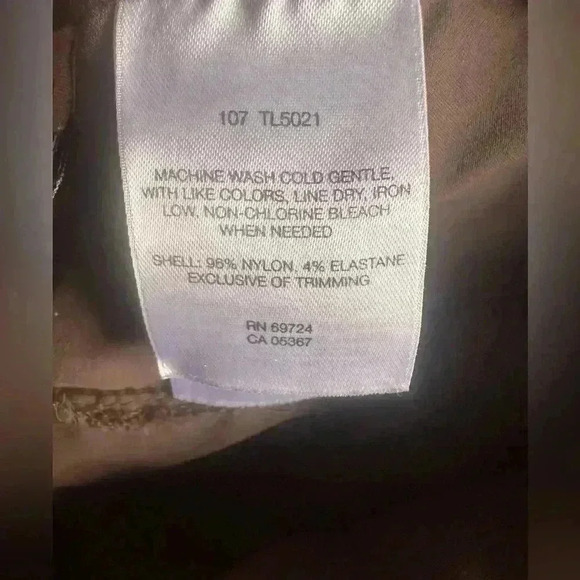 107 TL5021
MACHINE WASH COLD GENTLE,
WITH LIKE COLORS, LINE DRY, IRON
LOW, NON-CHLORINE BLEACH
WHEN NEEDED
SHELL: 96% NYLON, 4% ELASTANE
EXCLUSIVE OF TRIMMING
RN 69724
CA 05367